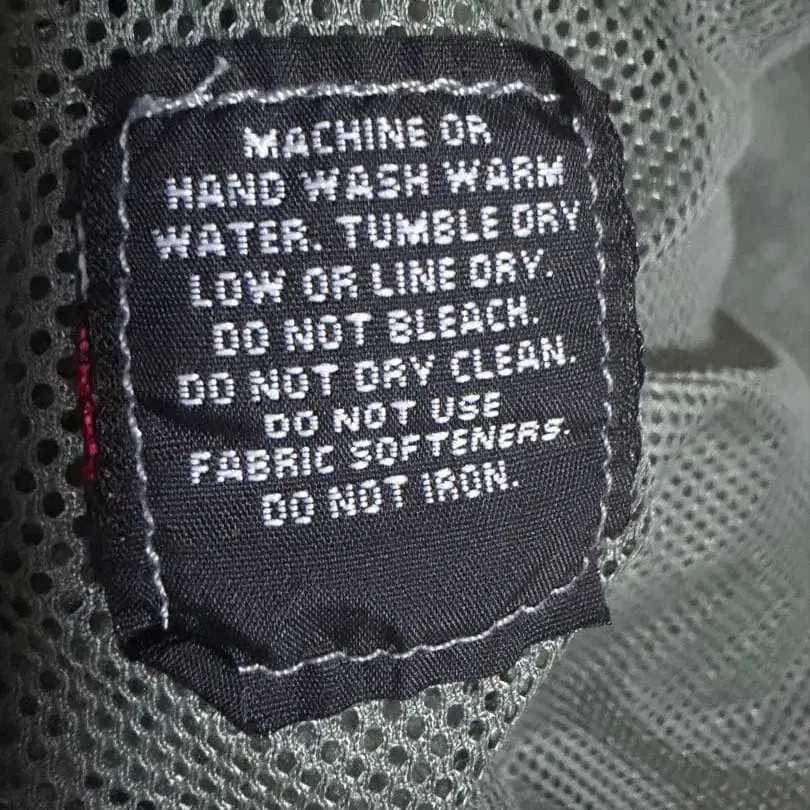 MACHINE OR
HAND WASH WARM
WATER. TUMBLE DRY
LOW OR LINE DRY.
DO NOT BLEACH.
DO NOT DRY CLEAN.
DO NOT USE
FABRIC SOFTENERS.
DO NOT IRON.